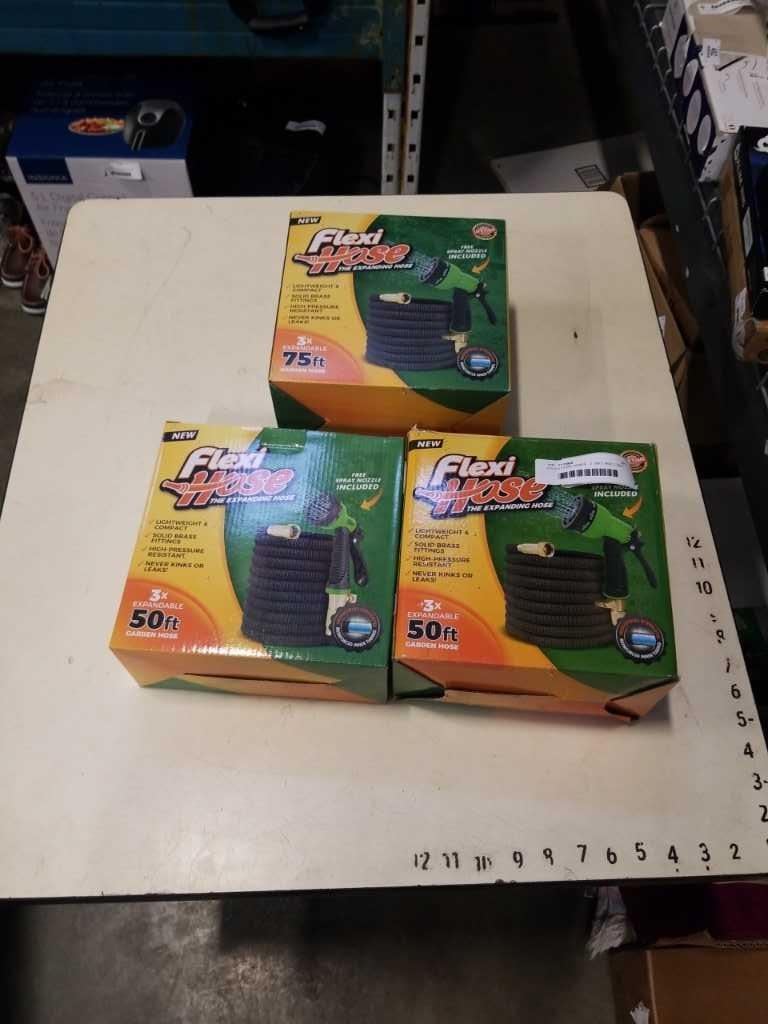 INSIGNIA
NEW
Flexi
Hose
THE EXPANDING HOSE
FREE
SPRAY NOZZLE
INCLUDED
✓ LIGHTWEIGHT &
COMPACT
✓ SOLID BRASS
FITTINGS
✓ HIGH-PRESSURE
RESISTANT
✓ NEVER KINKS OR
LEAKS!
3X
EXPANDABLE
75ft
GARDEN HOSE
NEW
Flexi
Hose
THE EXPANDING HOSE
FREE
SPRAY NOZZLE
INCLUDED
✓ LIGHTWEIGHT &
COMPACT
✓ SOLID BRASS
FITTINGS
✓ HIGH-PRESSURE
RESISTANT
✓ NEVER KINKS OR
LEAKS!
3X
EXPANDABLE
50ft
GARDEN HOSE
NEW
Flexi
Hose
THE EXPANDING HOSE
SPRAY NOZZLE
INCLUDED
✓ LIGHTWEIGHT &
COMPACT
✓ SOLID BRASS
FITTINGS
✓ HIGH-PRESSURE
RESISTANT
✓ NEVER KINKS OR
LEAKS!
3X
EXPANDABLE
50ft
GARDEN HOSE
12
11
10
9
8
7
6
5-
4
3-
2
12 11 10 9 8 7 6 5 4 3 2